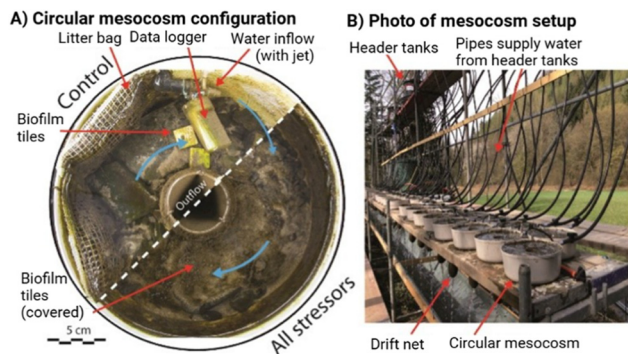 A) Circular mesocosm configuration
Litter bag
Data logger
Water inflow
(with jet)
Control
Biofilm
tiles
Outflow
Biofilm
tiles
(covered)
5 cm
All stressors
B) Photo of mesocosm setup
Header tanks
Pipes supply water
from header tanks
Drift net
Circular mesocosm